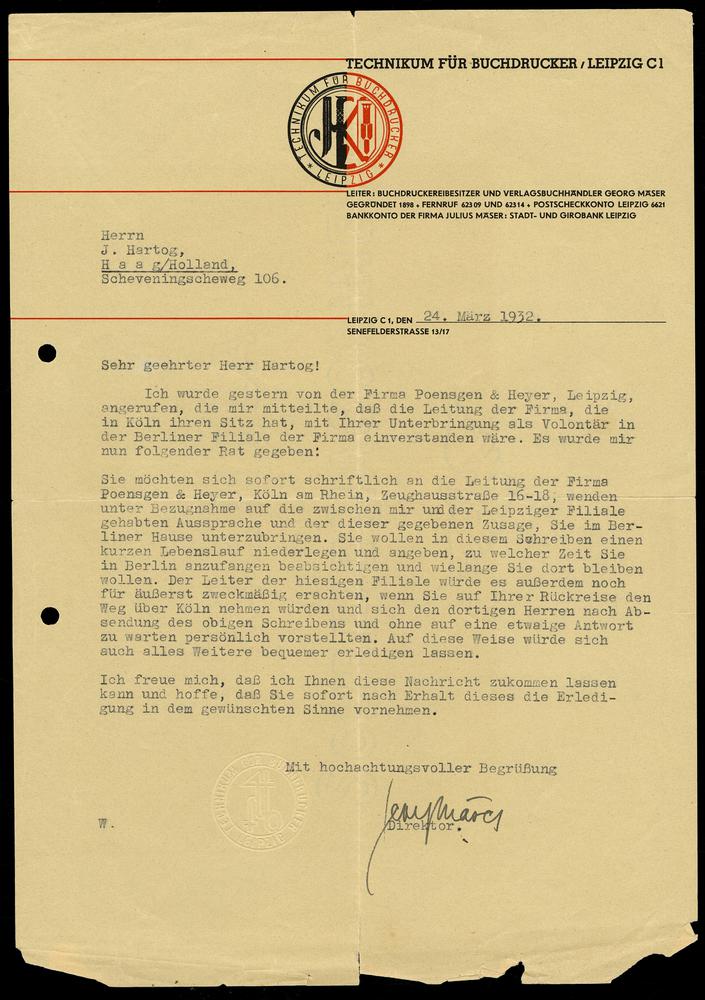 TECHNIKUM FÜR BUCHDRUCKER / LEIPZIG C 1
TECHNIKUM FÜR BUCHDRUCKER
* LEIPZIG *
LEITER: BUCHDRUCKEREIBESITZER UND VERLAGSBUCHHÄNDLER GEORG MÄSER
GEGRÜNDET 1898 + FERNRUF 62309 UND 62314 + POSTSCHECKKONTO LEIPZIG 6621
BANKKONTO DER FIRMA JULIUS MÄSER: STADT- UND GIROBANK LEIPZIG
Herrn
J. Hartog,
H a a g/Holland,
Scheveningscheweg 106.
LEIPZIG C 1, DEN 24. März 1932.
SENEFELDERSTRASSE 13/17
Sehr geehrter Herr Hartog!
Ich wurde gestern von der Firma Poensgen & Heyer, Leipzig,
angerufen, die mir mitteilte, daß die Leitung der Firma, die
in Köln ihren Sitz hat, mit Ihrer Unterbringung als Volontär in
der Berliner Filiale der Firma einverstanden wäre. Es wurde mir
nun folgender Rat gegeben:
Sie möchten sich sofort schriftlich an die Leitung der Firma
Poensgen & Heyer, Köln am Rhein, Zeughausstraße 16-18, wenden
unter Bezugnahme auf die zwischen mir und der Leipziger Filiale
gehabten Aussprache und der dieser gegebenen Zusage, Sie im Ber-
liner Hause unterzubringen. Sie wollen in diesem Schreiben einen
kurzen Lebenslauf niederlegen und angeben, zu welcher Zeit Sie
in Berlin anzufangen beabsichtigen und wielange Sie dort bleiben
wollen. Der Leiter der hiesigen Filiale würde es außerdem noch
für äußerst zweckmäßig erachten, wenn Sie auf Ihrer Rückreise den
Weg über Köln nehmen würden und sich den dortigen Herren nach Ab-
sendung des obigen Schreibens und ohne auf eine etwaige Antwort
zu warten persönlich vorstellten. Auf diese Weise würde sich
auch alles Weitere bequemer erledigen lassen.
Ich freue mich, daß ich Ihnen diese Nachricht zukommen lassen
kann und hoffe, daß Sie sofort nach Erhalt dieses die Erledi-
gung in dem gewünschten Sinne vornehmen.
Mit hochachtungsvoller Begrüßung
W.
Direktor.